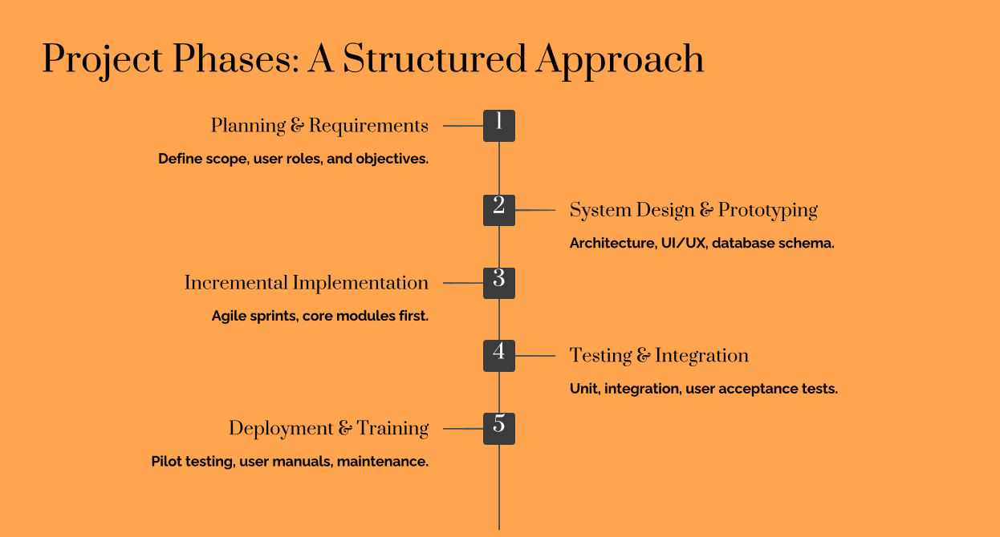 Project Phases: A Structured Approach
1
Planning & Requirements
Define scope, user roles, and objectives.
2
System Design & Prototyping
Architecture, UI/UX, database schema.
3
Incremental Implementation
Agile sprints, core modules first.
4
Testing & Integration
Unit, integration, user acceptance tests.
5
Deployment & Training
Pilot testing, user manuals, maintenance.